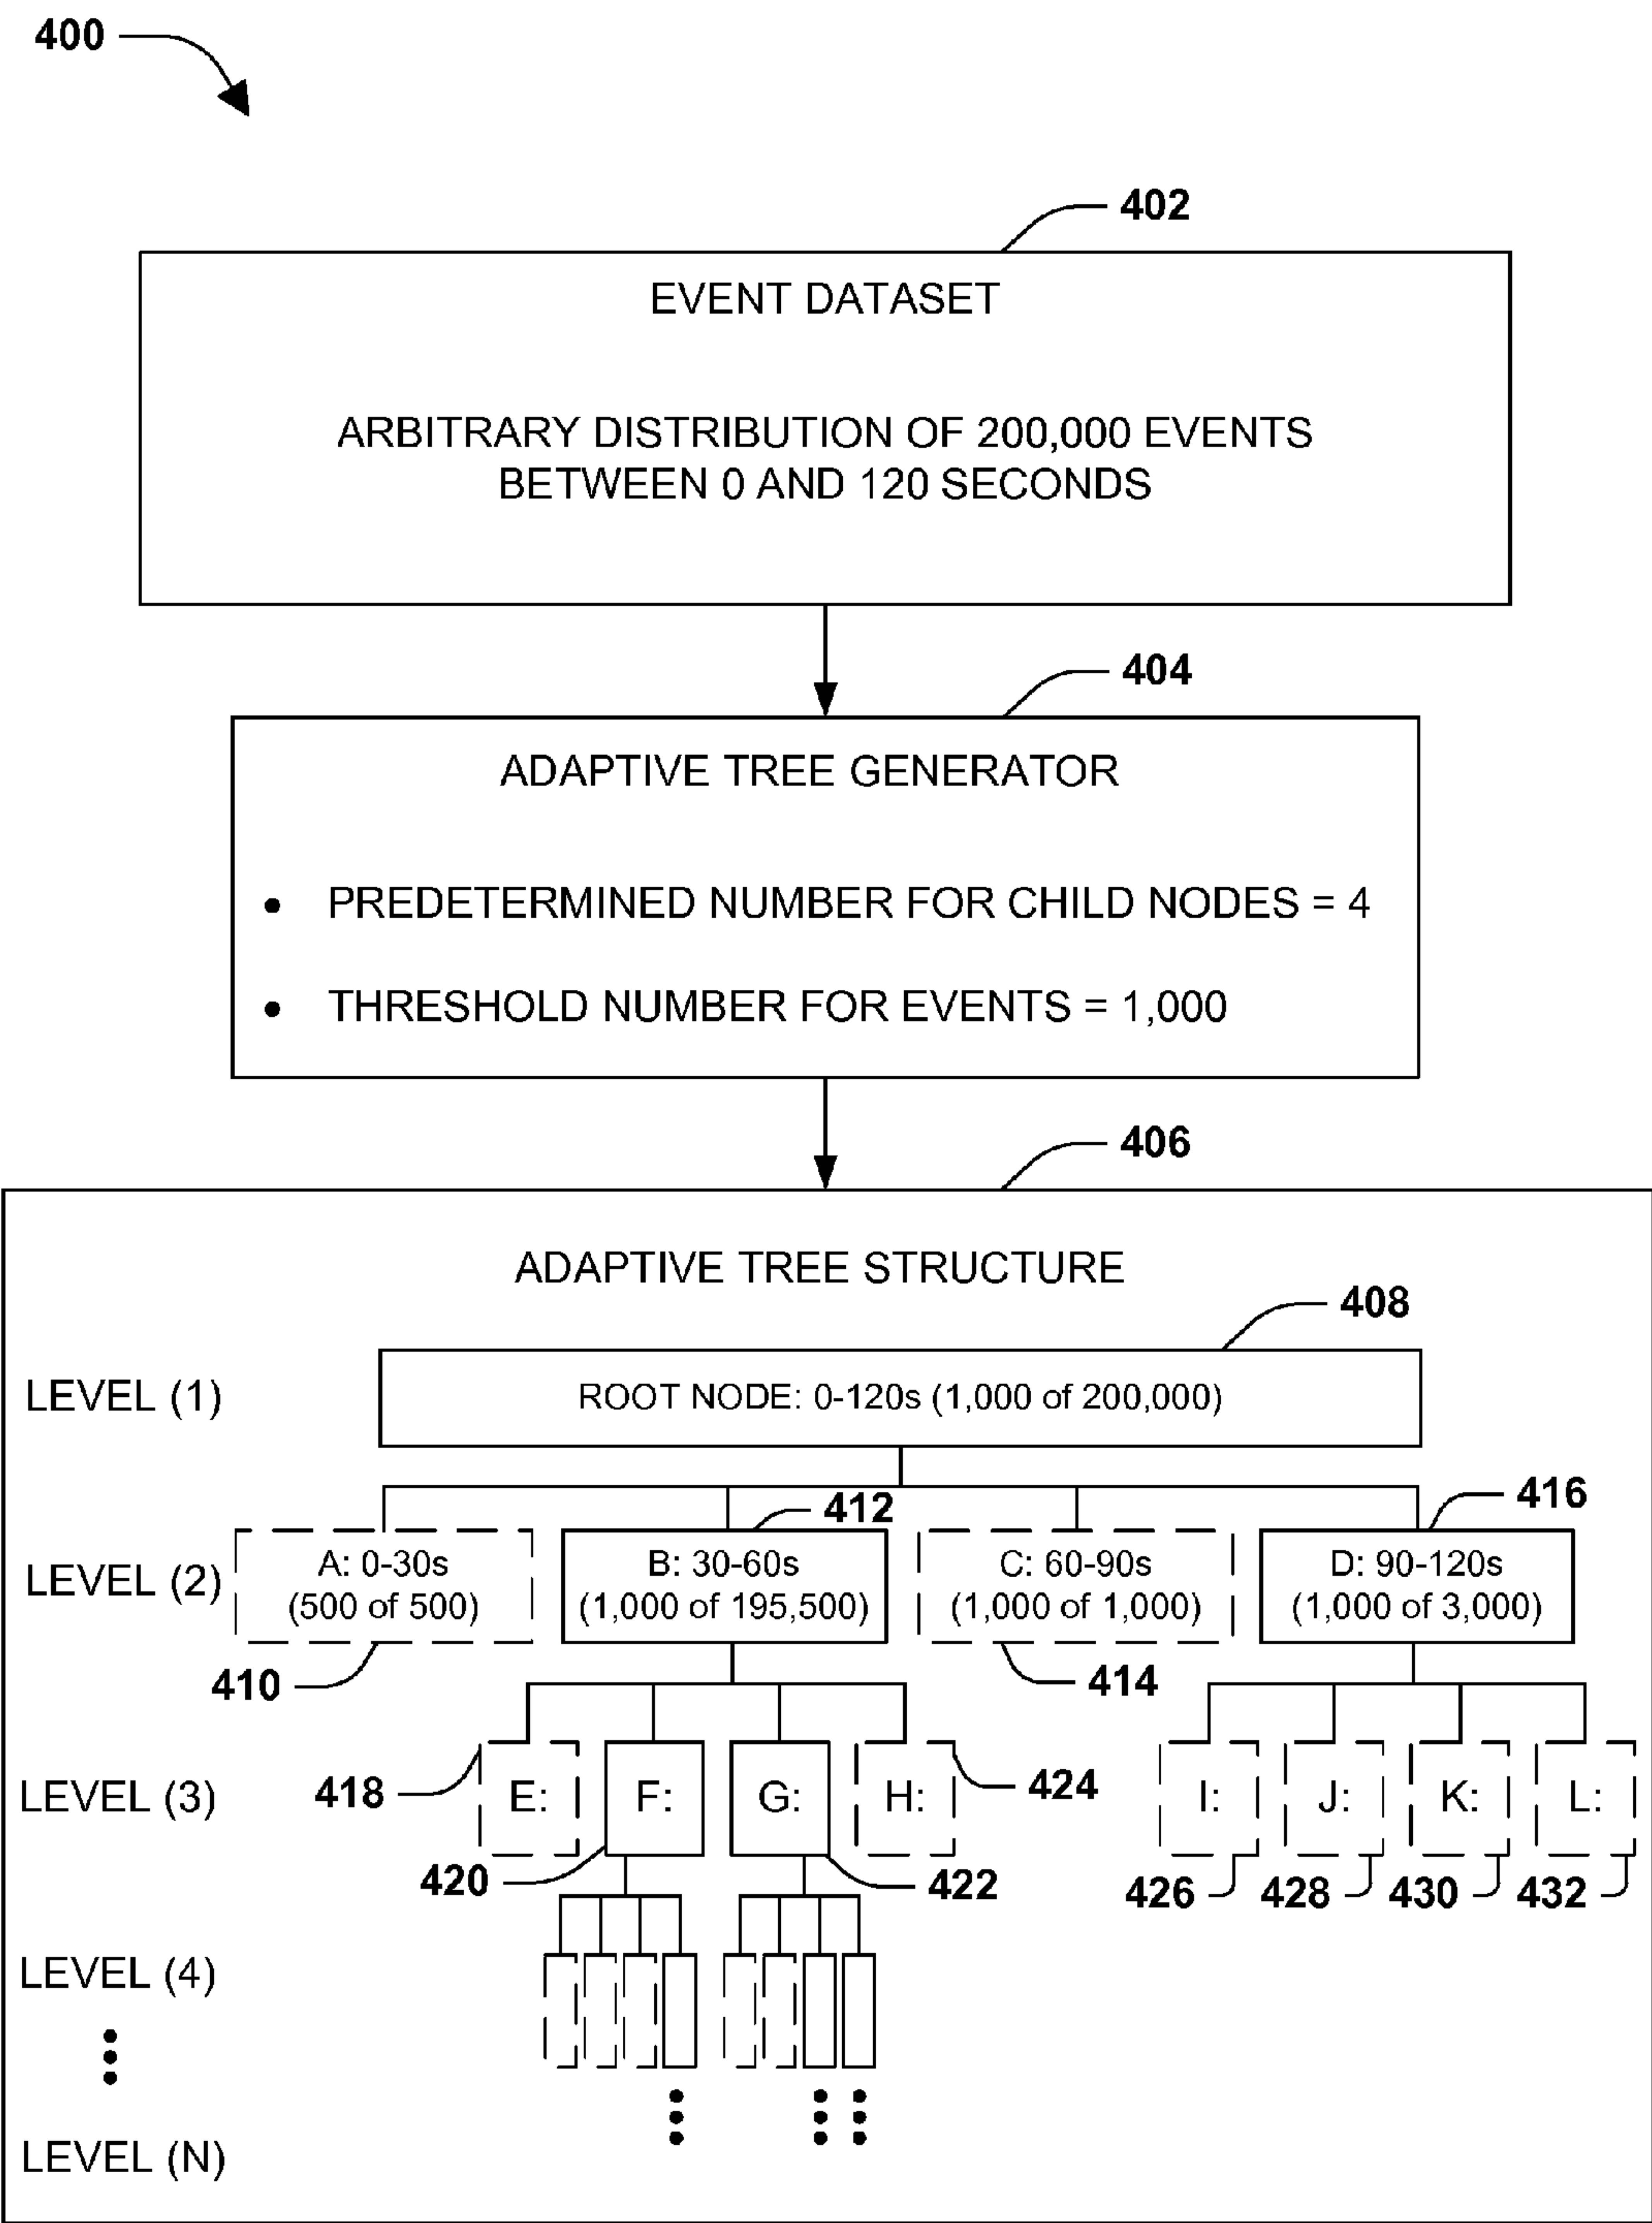 400
402
EVENT DATASET
ARBITRARY DISTRIBUTION OF 200,000 EVENTS
BETWEEN 0 AND 120 SECONDS
404
ADAPTIVE TREE GENERATOR
• PREDETERMINED NUMBER FOR CHILD NODES = 4
• THRESHOLD NUMBER FOR EVENTS = 1,000
406
ADAPTIVE TREE STRUCTURE
408
LEVEL (1)
ROOT NODE: 0-120s (1,000 of 200,000)
412
416
LEVEL (2)
A: 0-30s
(500 of 500)
B: 30-60s
(1,000 of 195,500)
C: 60-90s
(1,000 of 1,000)
D: 90-120s
(1,000 of 3,000)
410
414
LEVEL (3)
418
E:
F:
G:
H:
424
I:
J:
K:
L:
420
422
426
428
430
432
LEVEL (4)
LEVEL (N)